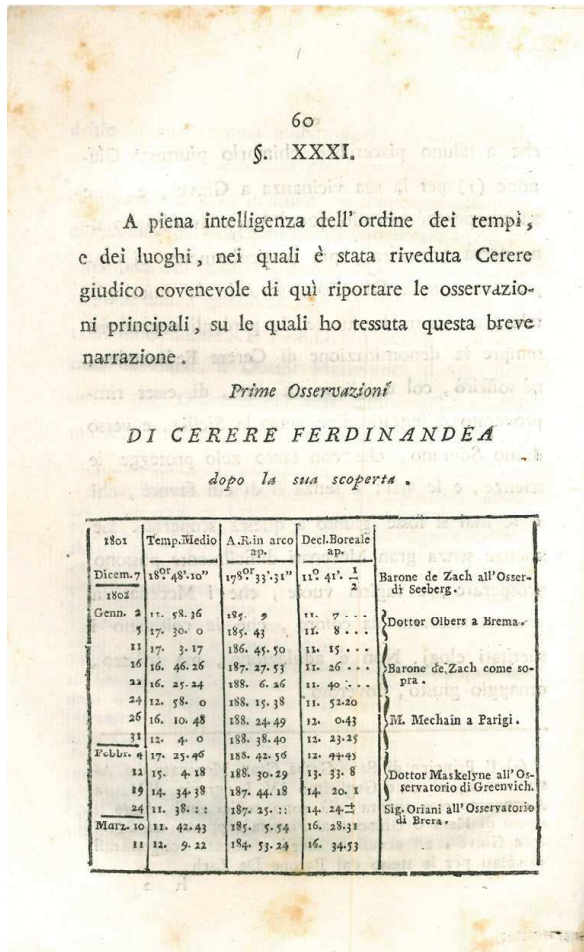 60
§. XXXI.
A piena intelligenza dell'ordine dei tempi,
e dei luoghi, nei quali è stata riveduta Cerere
giudico covenevole di quì riportare le osservazio-
ni principali, su le quali ho tessuta questa breve
narrazione.
Prime Osservazioni
DI CERERE FERDINANDEA
dopo la sua scoperta.
1801 Temp. Medio A.R. in arco ap. Decl. Boreale ap.
Dicem. 7 18.or 48'.10" 178.or 33'.31" 11.o 41'. 1/2 Barone de Zach all'Osser-
di Seeberg.
1802
Genn. 2 11. 58. 36 185. 9 11. 7 ---
5 17. 30. 0 185. 43 11. 8 ... Dottor Olbers a Brema.
11 17. 3.17 186. 45. 50 11. 15 ...
16 16. 46.26 187. 27. 53 11. 26 ... Barone de Zach come so-
pra.
22 16. 25.24 188. 6. 26 11. 40 ...
24 12. 58. 0 188. 15. 38 11. 52.20
26 16. 10. 48 188. 24. 49 12. 0.43 M. Mechain a Parigi.
31 12. 4. 0 188. 38. 40 12. 23.25
Febbr. 4 17. 25.46 188. 42. 56 12. 44.45
12 15. 4.18 188. 30.29 13. 33. 8 Dottor Maskelyne all'Os-
servatorio di Greenvich.
19 14. 34.38 187. 44. 18 14. 20. 1
24 11. 38. :: 187. 25. :: 14. 24.± Sig. Oriani all'Osservatorio
di Brera.
Marz. 10 11. 42.43 185. 5.54 16. 28.31
11 12. 9. 22 184. 53.24 16. 34.53